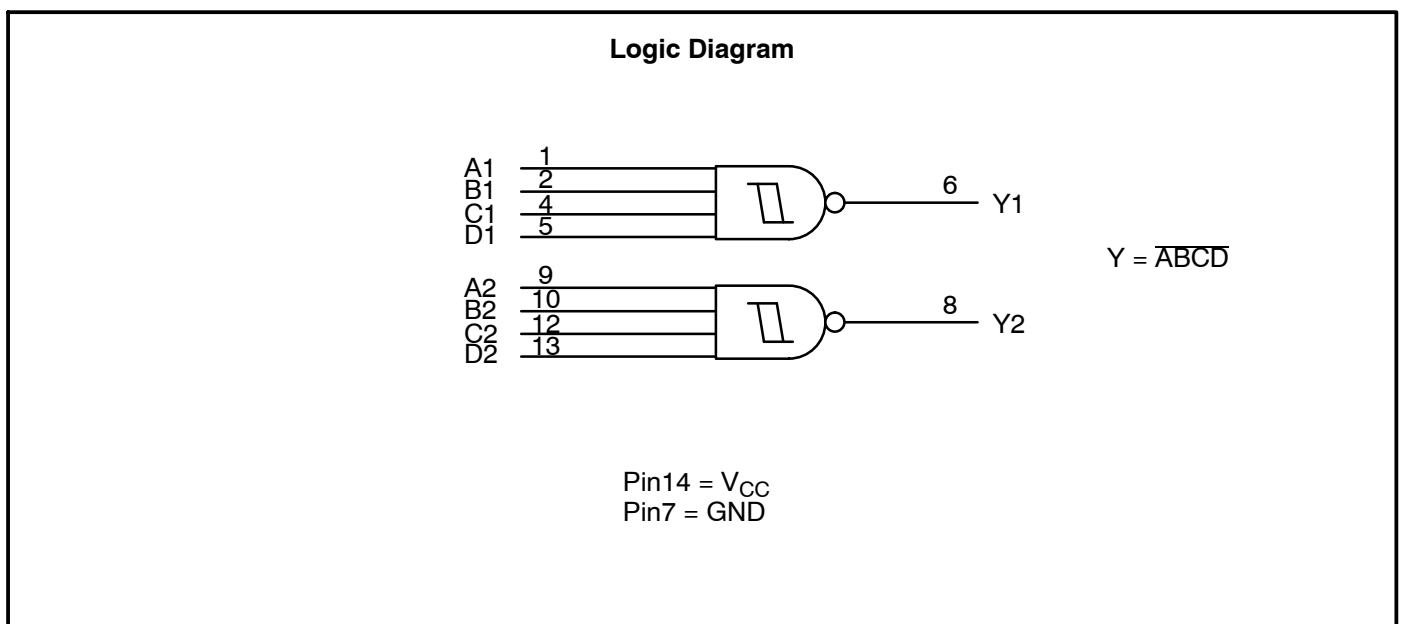 Logic Diagram
A1 1
B1 2
C1 4
D1 5
6 Y1
Y = A̅B̅C̅D̅
A2 9
B2 10
C2 12
D2 13
8 Y2
Pin14 = VCC
Pin7 = GND